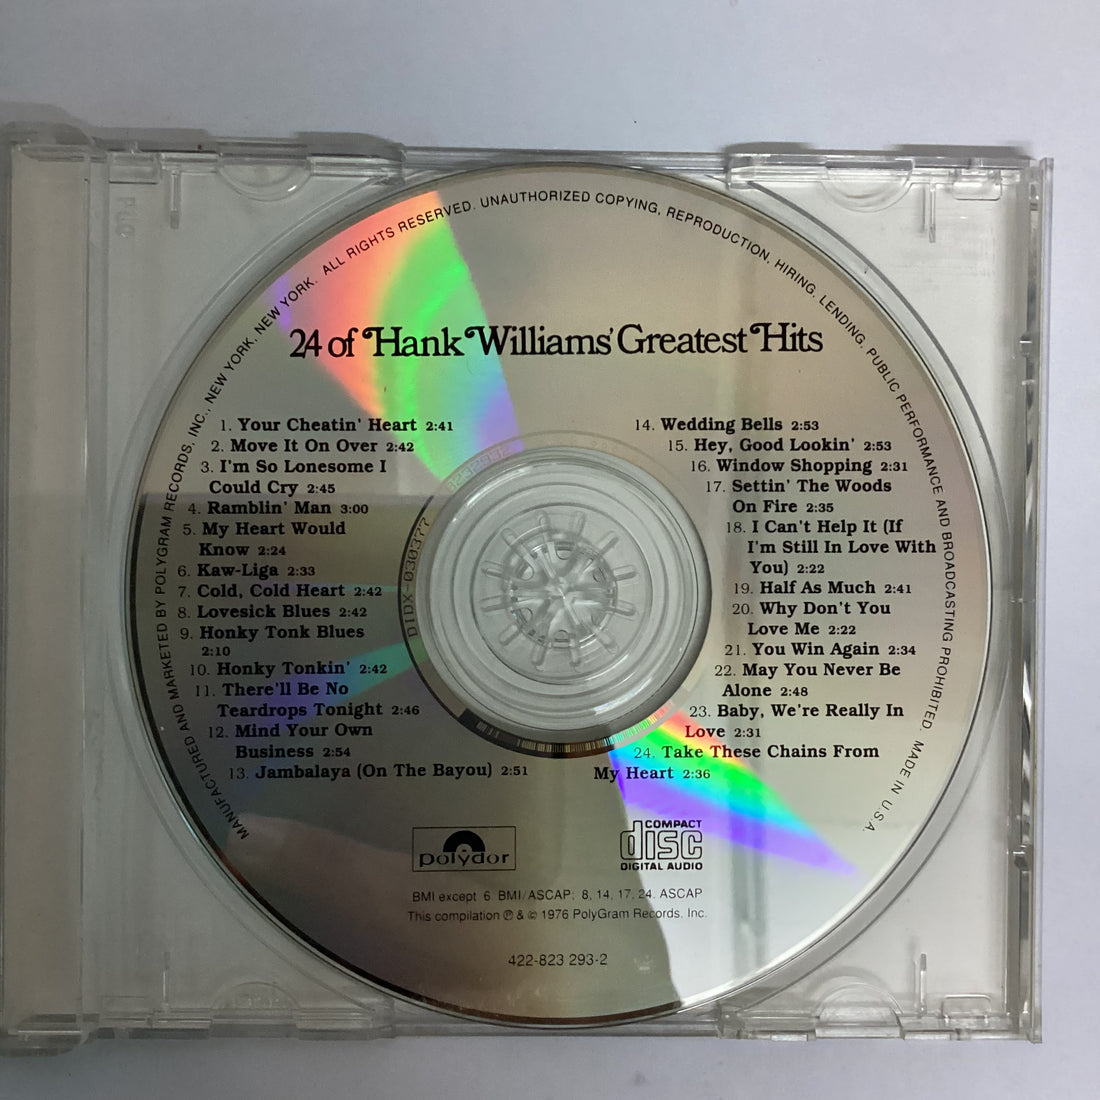 MANUFACTURED AND MARKETED BY POLYGRAM RECORDS, INC., NEW YORK, NEW YORK. ALL RIGHTS RESERVED. UNAUTHORIZED COPYING, REPRODUCTION, HIRING, LENDING, PUBLIC PERFORMANCE AND BROADCASTING PROHIBITED. MADE IN U.S.A.
24 of Hank Williams' Greatest Hits
1. Your Cheatin' Heart 2:41
2. Move It On Over 2:42
3. I'm So Lonesome I
Could Cry 2:45
4. Ramblin' Man 3:00
5. My Heart Would
Know 2:24
6. Kaw-Liga 2:33
7. Cold, Cold Heart 2:42
8. Lovesick Blues 2:42
9. Honky Tonk Blues
2:10
10. Honky Tonkin' 2:42
11. There'll Be No
Teardrops Tonight 2:46
12. Mind Your Own
Business 2:54
13. Jambalaya (On The Bayou) 2:51
14. Wedding Bells 2:53
15. Hey, Good Lookin' 2:53
16. Window Shopping 2:31
17. Settin' The Woods
On Fire 2:35
18. I Can't Help It (If
I'm Still In Love With
You) 2:22
19. Half As Much 2:41
20. Why Don't You
Love Me 2:22
21. You Win Again 2:34
22. May You Never Be
Alone 2:48
23. Baby, We're Really In
Love 2:31
24. Take These Chains From
My Heart 2:36
DIDX-030377
polydor
COMPACT
disc
DIGITAL AUDIO
BMI except 6 BMI/ASCAP; 8, 14, 17, 24, ASCAP
This compilation ℗ & © 1976 PolyGram Records, Inc.
422-823 293-2